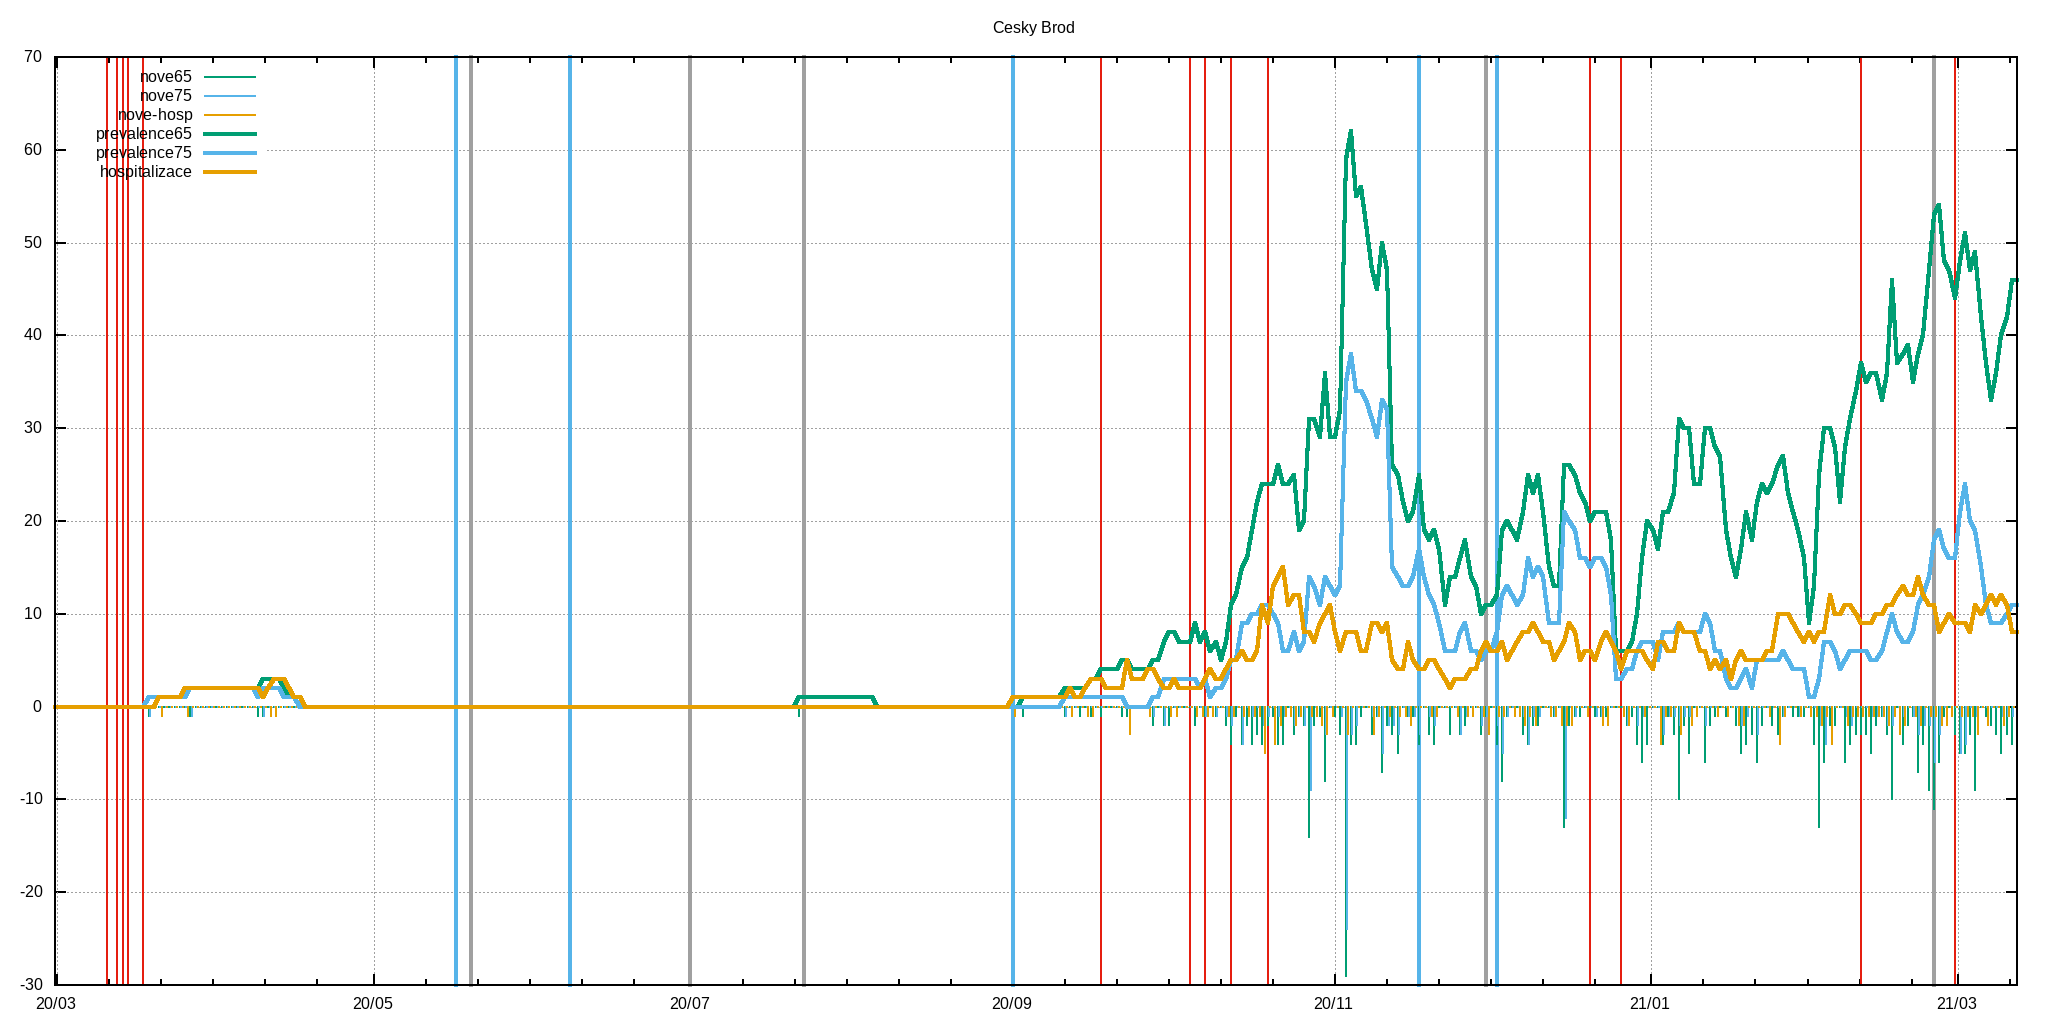 Cesky Brod
70
60
50
40
30
20
10
0
-10
-20
-30
nove65
nove75
nove-hosp
prevalence65
prevalence75
hospitalizace
20/03 20/05 20/07 20/09 20/11 21/01 21/03